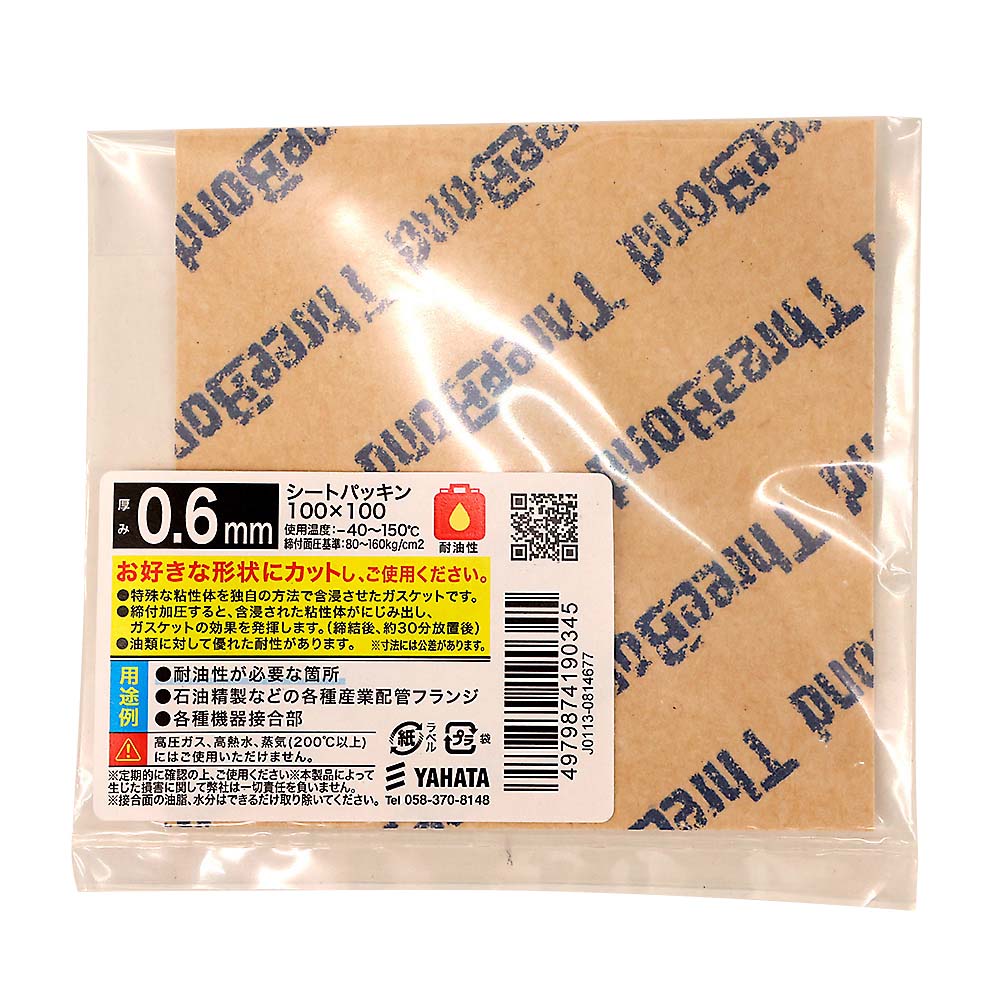 ThreeBond
ThreeBond
ThreeBond
ThreeBond
ThreeBond
厚み 0.6mm
シートパッキン
100×100
使用温度:-40~150℃
締付面圧基準:80~160kg/cm2
耐油性
お好きな形状にカットし、ご使用ください。
●特殊な粘性体を独自の方法で含浸させたガスケットです。
●締付加圧すると、含浸された粘性体がにじみ出し、
ガスケットの効果を発揮します。(締結後、約30分放置後)
●油類に対して優れた耐性があります。 ※寸法には公差があります。
用途例
●耐油性が必要な箇所
●石油精製などの各種産業配管フランジ
●各種機器接合部
高圧ガス、高熱水、蒸気(200℃以上)
にはご使用いただけません。
紙 ラベル プラ 袋
※定期的に確認の上、ご使用ください※本製品によって
生じた損害に関して弊社は一切責任を負いません。
※接合面の油脂、水分はできるだけ取り除いてください。
YAHATA
Tel 058-370-8148
4979874190345
J0113-0814677